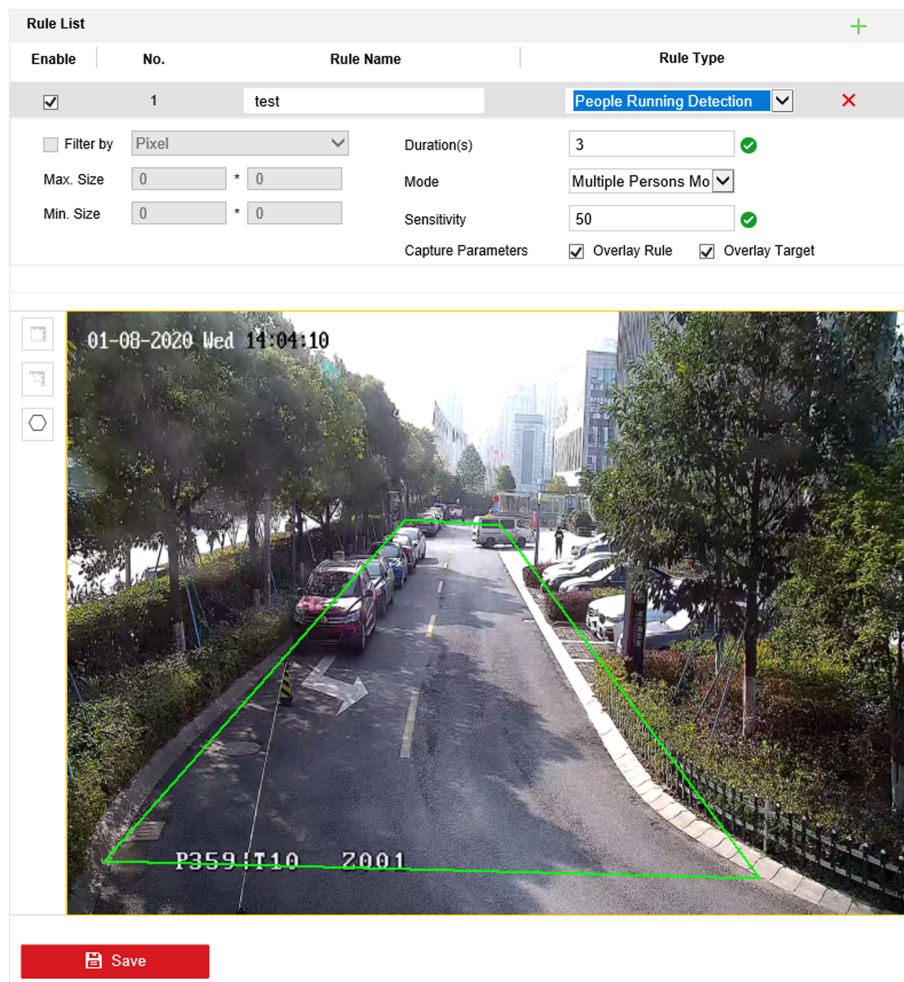 Rule List
Enable No. Rule Name Rule Type
1 test People Running Detection
Filter by Pixel Duration(s) 3
Max. Size 0 * 0 Mode Multiple Persons Mo
Min. Size 0 * 0 Sensitivity 50
Capture Parameters Overlay Rule Overlay Target
01-08-2020 Wed 14:04:10
P359 T10 Z001
Save